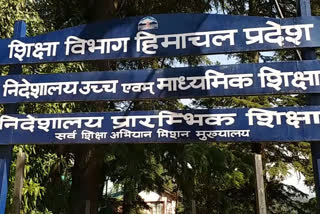 शिक्षा विभाग हिमाचल प्रदेश
निदेशालय उच्च एवम् माध्यमिक शिक्षा
निदेशालय प्रारम्भिक शिक्षा
सर्व शिक्षा अभियान मिशन मुख्यालय